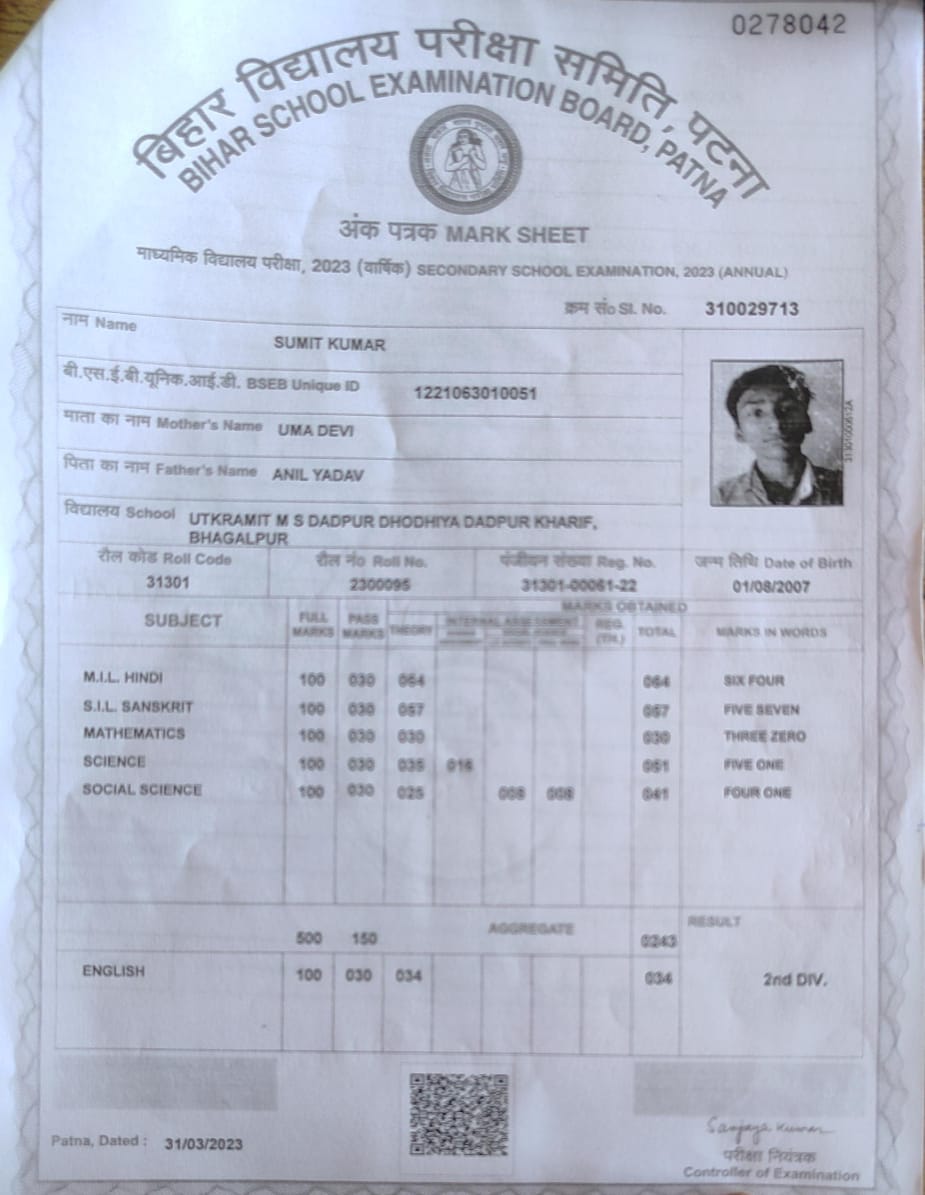 0278042
बिहार विद्यालय परीक्षा समिति, पटना
BIHAR SCHOOL EXAMINATION BOARD, PATNA
अंक पत्रक MARK SHEET
माध्यमिक विद्यालय परीक्षा, 2023 (वार्षिक) SECONDARY SCHOOL EXAMINATION, 2023 (ANNUAL)
क्रम संo Sl. No. 310029713
नाम Name SUMIT KUMAR
बी.एस.ई.बी.यूनिक.आई.डी. BSEB Unique ID 1221063010051
माता का नाम Mother's Name UMA DEVI
पिता का नाम Father's Name ANIL YADAV
विद्यालय School UTKRAMIT M S DADPUR DHODHIYA DADPUR KHARIF,
BHAGALPUR
रौल कोड Roll Code रौल नंo Roll No. पंजीयन संख्या Reg. No. जन्म तिथि Date of Birth
31301 2300095 31301-00061-22 01/08/2007
MARKS OBTAINED
SUBJECT FULL MARKS PASS MARKS THEORY INTERNAL ASSESSMENT REG. (TH.) TOTAL MARKS IN WORDS
M.I.L. HINDI 100 030 064 064 SIX FOUR
S.I.L. SANSKRIT 100 030 057 057 FIVE SEVEN
MATHEMATICS 100 030 030 030 THREE ZERO
SCIENCE 100 030 035 016 051 FIVE ONE
SOCIAL SCIENCE 100 030 025 008 008 041 FOUR ONE
500 150 AGGREGATE 0243 RESULT
ENGLISH 100 030 034 034 2nd DIV.
Patna, Dated : 31/03/2023
Sanjaya Kumar
परीक्षा नियंत्रक
Controller of Examination